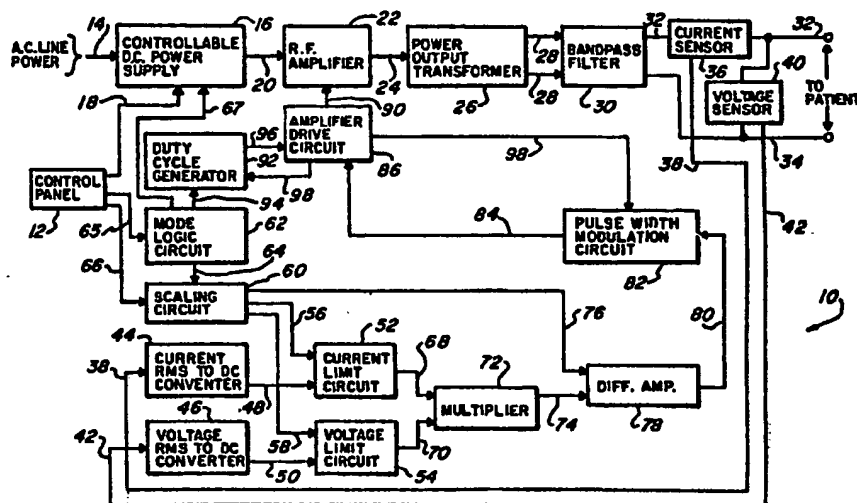 A.C. LINE POWER
14
CONTROLLABLE D.C. POWER SUPPLY
16
18
67
20
R.F. AMPLIFIER
22
24
POWER OUTPUT TRANSFORMER
26
28
28
BANDPASS FILTER
30
32
CURRENT SENSOR
36
32
40
VOLTAGE SENSOR
TO PATIENT
34
38
42
90
AMPLIFIER DRIVE CIRCUIT
86
96
92
DUTY CYCLE GENERATOR
98
98
94
CONTROL PANEL
12
65
66
MODE LOGIC CIRCUIT
62
64
84
PULSE WIDTH MODULATION CIRCUIT
82
60
SCALING CIRCUIT
56
76
80
10
44
CURRENT RMS TO DC CONVERTER
38
48
52
CURRENT LIMIT CIRCUIT
68
72
MULTIPLIER
74
DIFF. AMP.
78
46
VOLTAGE RMS TO DC CONVERTER
42
50
58
VOLTAGE LIMIT CIRCUIT
54
70